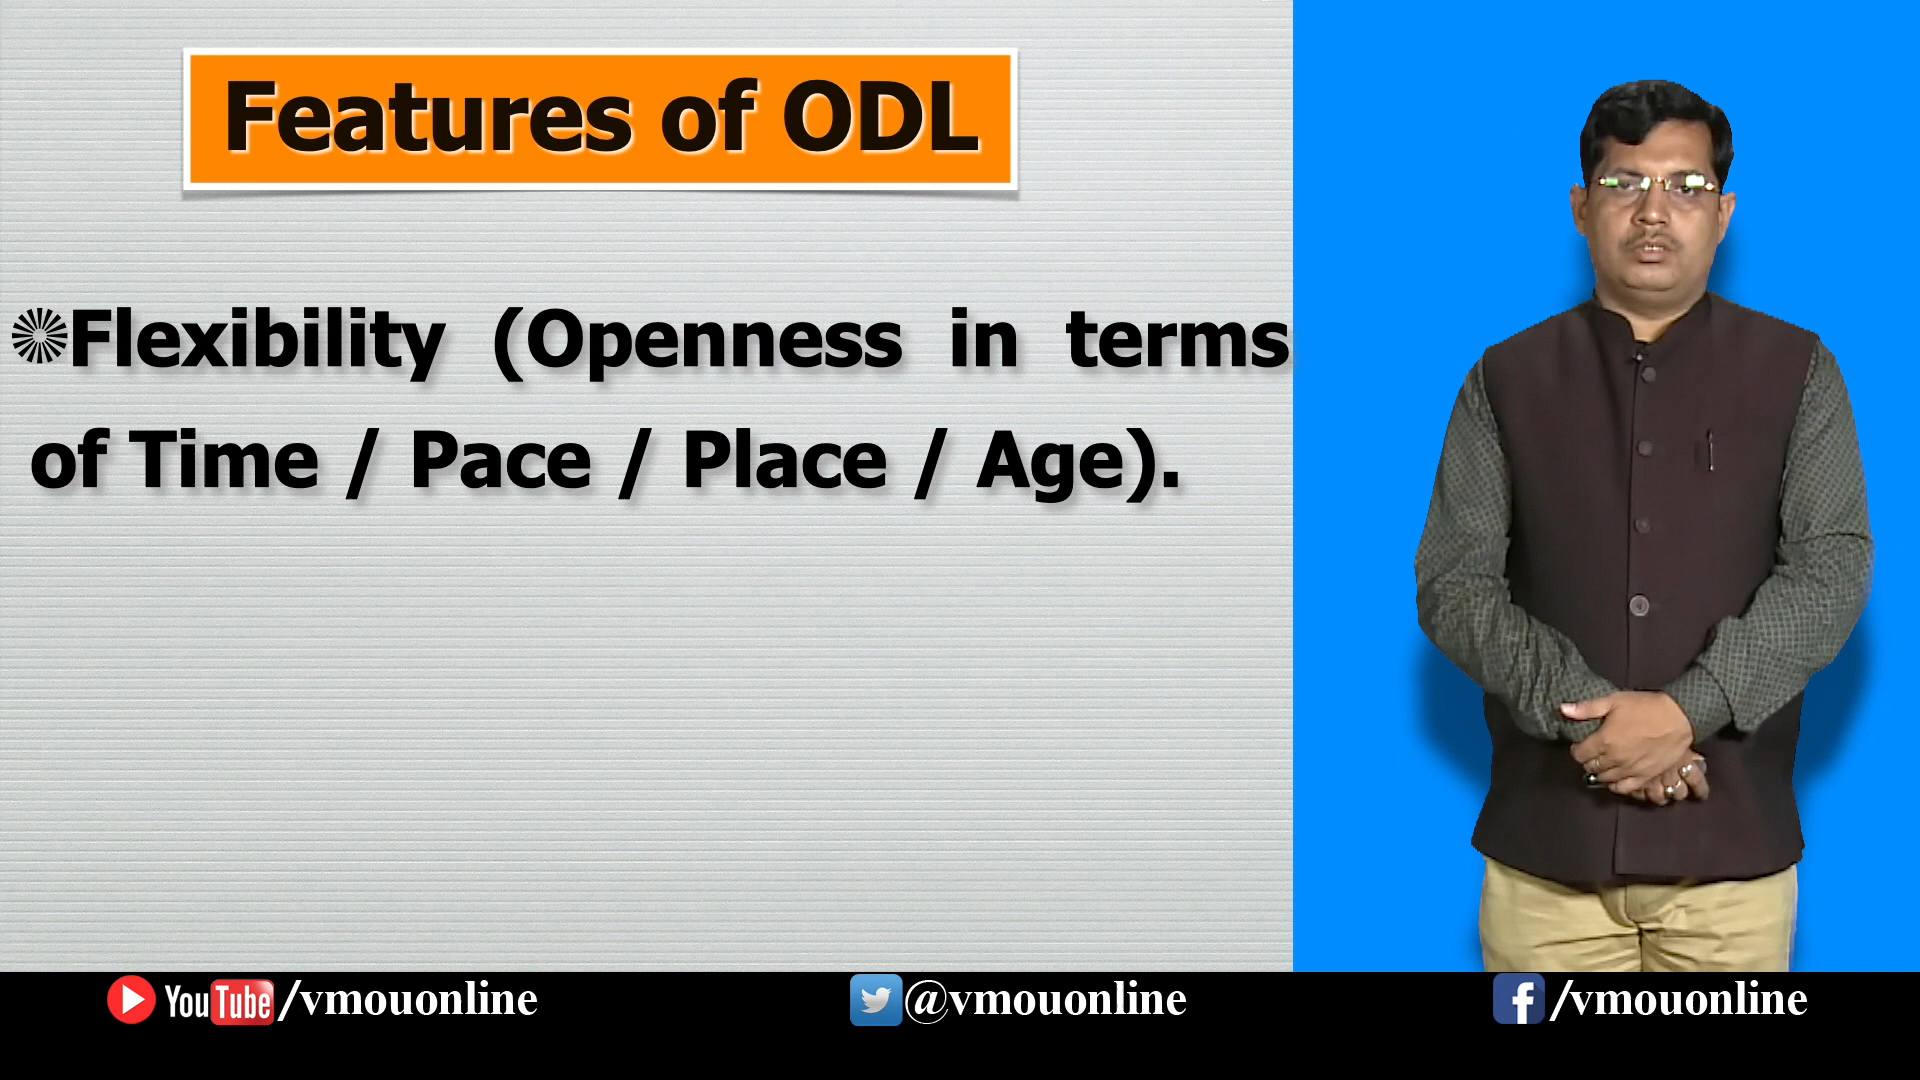 Features of ODL
Flexibility (Openness in terms
of Time / Pace / Place / Age).
YouTube /vmouonline
@vmouonline
/vmouonline